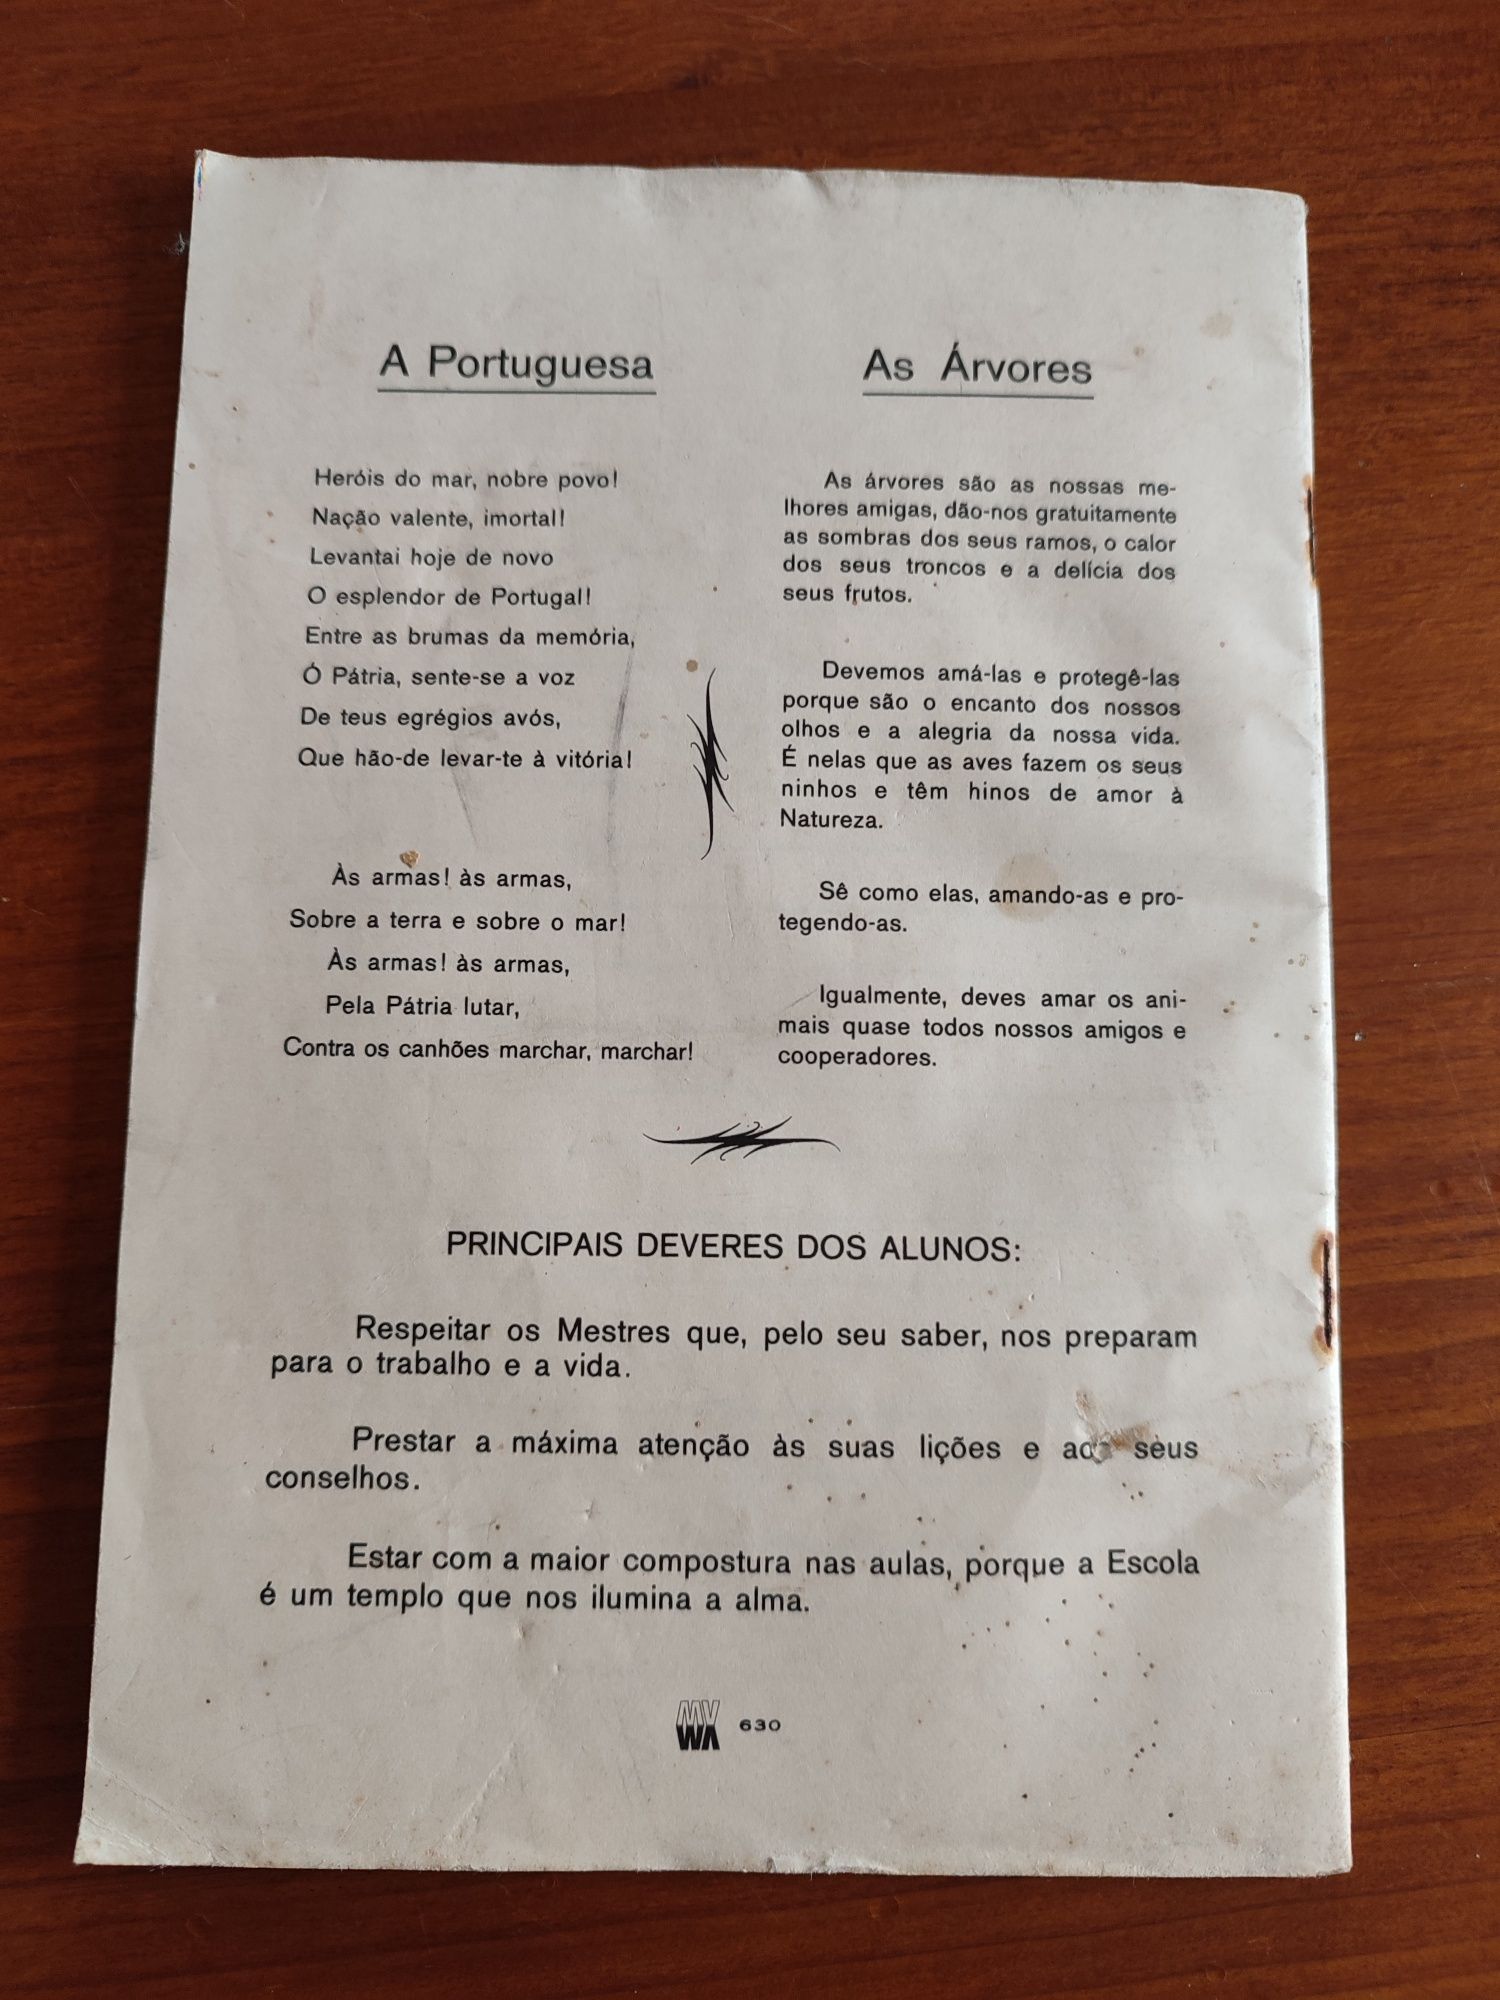 A Portuguesa
Heróis do mar, nobre povo!
Nação valente, imortal!
Levantai hoje de novo
O esplendor de Portugal!
Entre as brumas da memória,
Ó Pátria, sente-se a voz
De teus egrégios avós,
Que hão-de levar-te à vitória!
Às armas! às armas,
Sobre a terra e sobre o mar!
Às armas! às armas,
Pela Pátria lutar,
Contra os canhões marchar, marchar!
As Árvores
As árvores são as nossas me-
lhores amigas, dão-nos gratuitamente
as sombras dos seus ramos, o calor
dos seus troncos e a delícia dos
seus frutos.
Devemos amá-las e protegê-las
porque são o encanto dos nossos
olhos e a alegria da nossa vida.
É nelas que as aves fazem os seus
ninhos e têm hinos de amor à
Natureza.
Sê como elas, amando-as e pro-
tegendo-as.
Igualmente, deves amar os ani-
mais quase todos nossos amigos e
cooperadores.
PRINCIPAIS DEVERES DOS ALUNOS:
Respeitar os Mestres que, pelo seu saber, nos preparam
para o trabalho e a vida.
Prestar a máxima atenção às suas lições e aos seus
conselhos.
Estar com a maior compostura nas aulas, porque a Escola
é um templo que nos ilumina a alma.
630